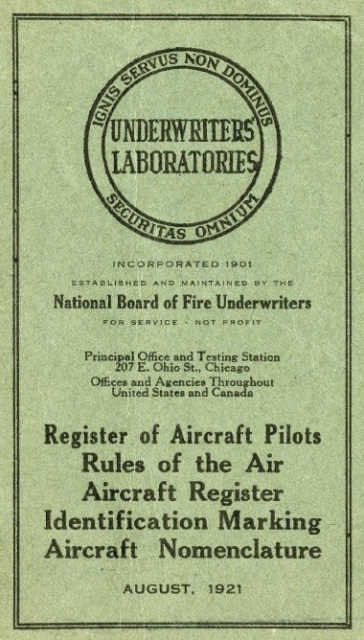 IGNIS SERVUS NON DOMINUS
UNDERWRITERS'
LABORATORIES
SECURITAS OMNIUM
INCORPORATED 1901
ESTABLISHED AND MAINTAINED BY THE
National Board of Fire Underwriters
FOR SERVICE - NOT PROFIT
Principal Office and Testing Station
207 E. Ohio St., Chicago
Offices and Agencies Throughout
United States and Canada
Register of Aircraft Pilots
Rules of the Air
Aircraft Register
Identification Marking
Aircraft Nomenclature
AUGUST, 1921